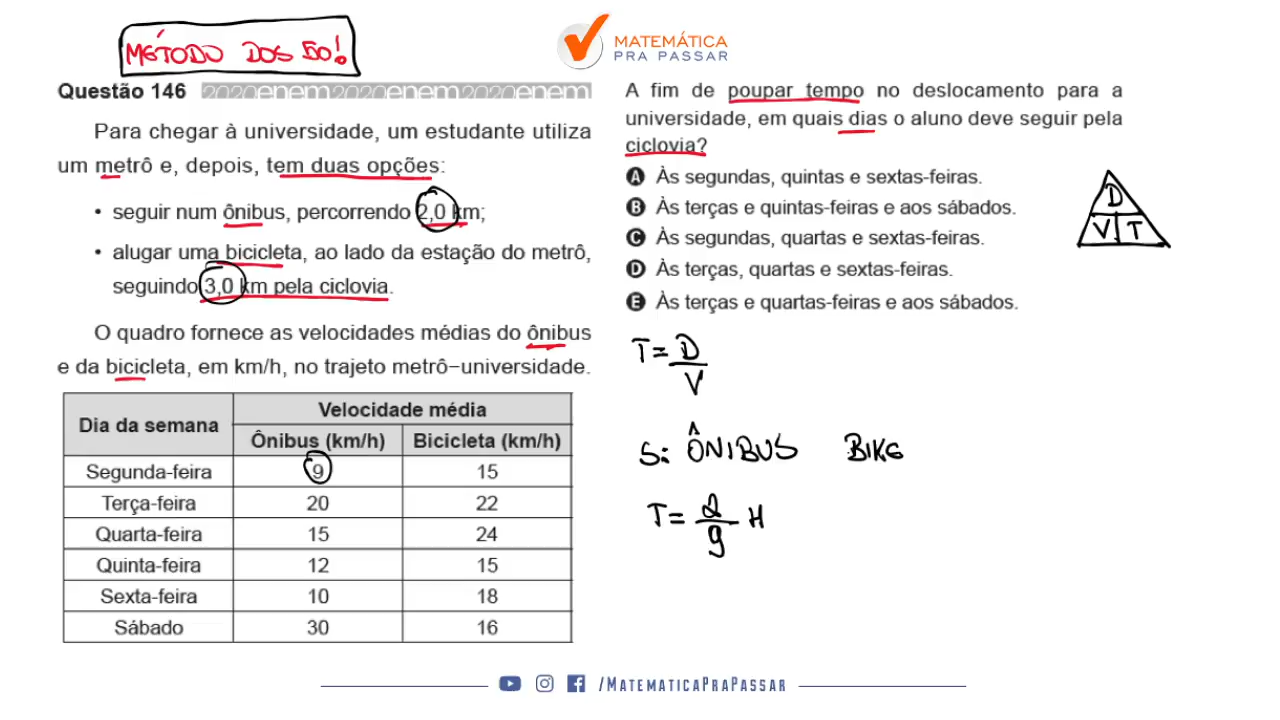 MÉTODO DOS 50!
MATEMÁTICA
PRA PASSAR
Questão 146 2020enem2020enem2020enem
Para chegar à universidade, um estudante utiliza
um metrô e, depois, tem duas opções:
• seguir num ônibus, percorrendo 2,0 km;
• alugar uma bicicleta, ao lado da estação do metrô,
seguindo 3,0 km pela ciclovia.
O quadro fornece as velocidades médias do ônibus
e da bicicleta, em km/h, no trajeto metrô−universidade.
Dia da semana Velocidade média
Ônibus (km/h) Bicicleta (km/h)
Segunda-feira 9 15
Terça-feira 20 22
Quarta-feira 15 24
Quinta-feira 12 15
Sexta-feira 10 18
Sábado 30 16
A fim de poupar tempo no deslocamento para a
universidade, em quais dias o aluno deve seguir pela
ciclovia?
A Às segundas, quintas e sextas-feiras.
B Às terças e quintas-feiras e aos sábados.
C Às segundas, quartas e sextas-feiras.
D Às terças, quartas e sextas-feiras.
E Às terças e quartas-feiras e aos sábados.
D
V T
T = D
V
S: ÔNIBUS BIKE
T = 2 H
9
/MatematicaPraPassar